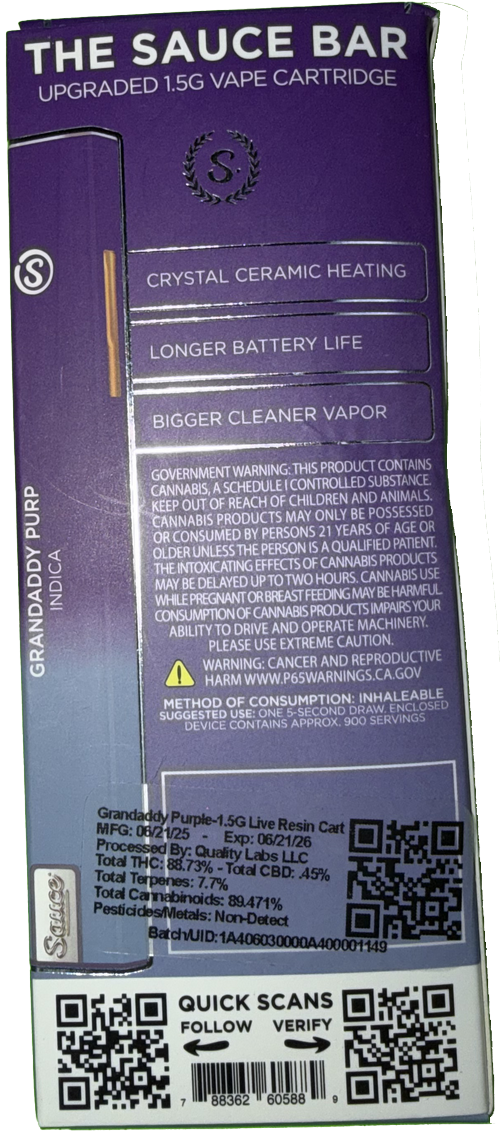 THE SAUCE BAR
UPGRADED 1.5G VAPE CARTRIDGE
S.
S
CRYSTAL CERAMIC HEATING
LONGER BATTERY LIFE
BIGGER CLEANER VAPOR
GRANDADDY PURP
INDICA
GOVERNMENT WARNING: THIS PRODUCT CONTAINS
CANNABIS, A SCHEDULE I CONTROLLED SUBSTANCE.
KEEP OUT OF REACH OF CHILDREN AND ANIMALS.
CANNABIS PRODUCTS MAY ONLY BE POSSESSED
OR CONSUMED BY PERSONS 21 YEARS OF AGE OR
OLDER UNLESS THE PERSON IS A QUALIFIED PATIENT.
THE INTOXICATING EFFECTS OF CANNABIS PRODUCTS
MAY BE DELAYED UP TO TWO HOURS. CANNABIS USE
WHILE PREGNANT OR BREAST FEEDING MAY BE HARMFUL.
CONSUMPTION OF CANNABIS PRODUCTS IMPAIRS YOUR
ABILITY TO DRIVE AND OPERATE MACHINERY.
PLEASE USE EXTREME CAUTION.
WARNING: CANCER AND REPRODUCTIVE
HARM WWW.P65WARNINGS.CA.GOV
METHOD OF CONSUMPTION: INHALEABLE
SUGGESTED USE: ONE 5-SECOND DRAW. ENCLOSED
DEVICE CONTAINS APPROX. 900 SERVINGS
Grandaddy Purple-1.5G Live Resin Cart
MFG: 06/21/25 - Exp: 06/21/26
Processed By: Quality Labs LLC
Total THC: 88.73% - Total CBD: .45%
Total Terpenes: 7.7%
Total Cannabinoids: 89.471%
Pesticides/Metals: Non-Detect
Batch/UID:1A406030000A400001149
Sauce
QUICK SCANS
FOLLOW VERIFY
7 88362 60588 9